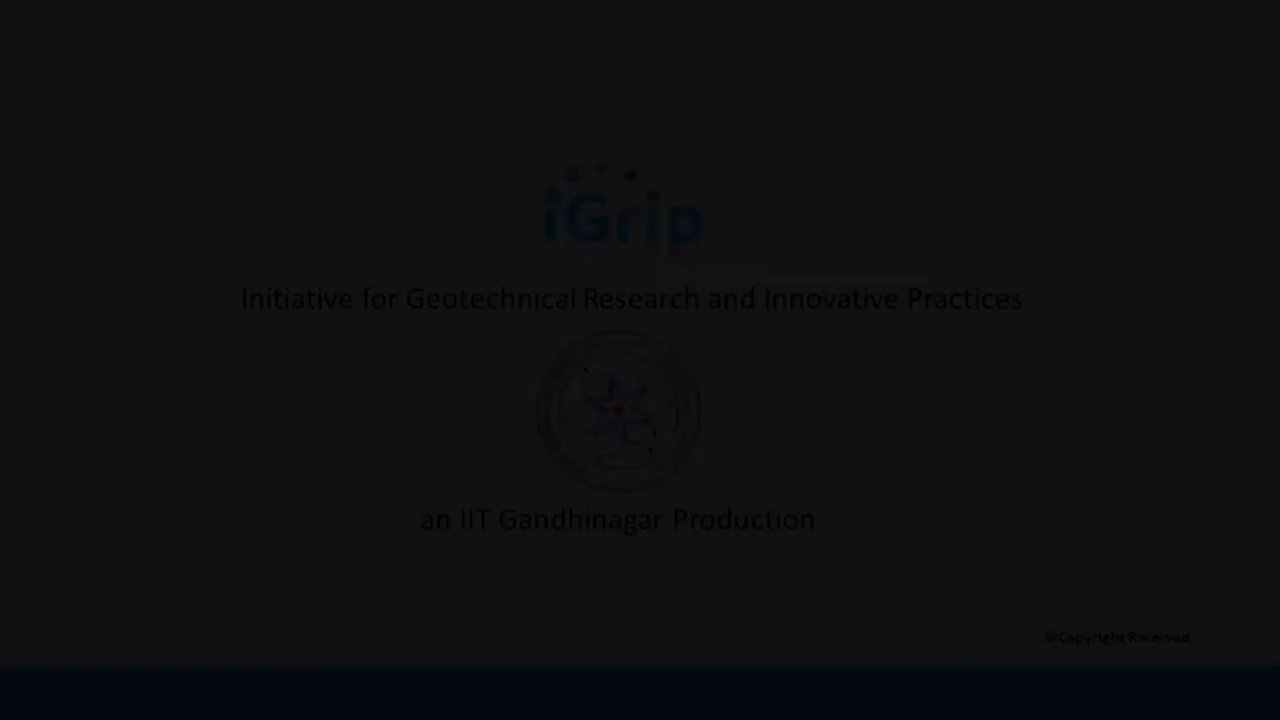 iGrip
Initiative for Geotechnical Research and Innovative Practices
an IIT Gandhinagar Production
©Copyright Reserved